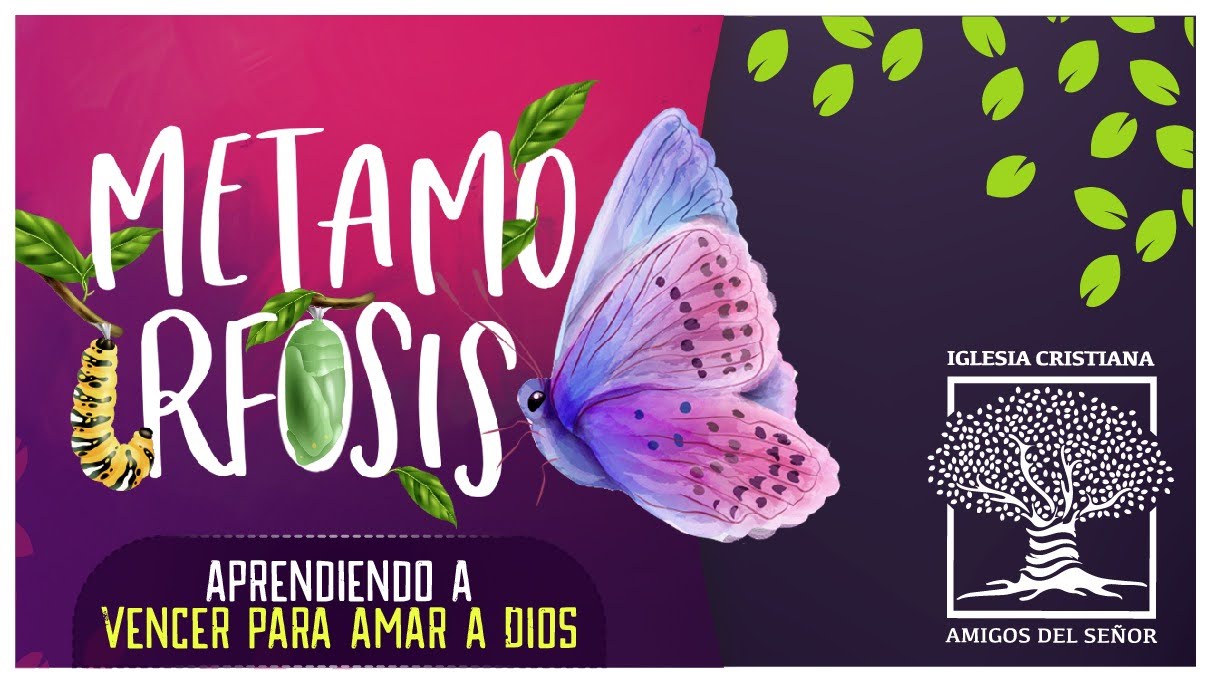 METAMO
RFOSIS
APRENDIENDO A
VENCER PARA AMAR A DIOS
IGLESIA CRISTIANA
AMIGOS DEL SEÑOR